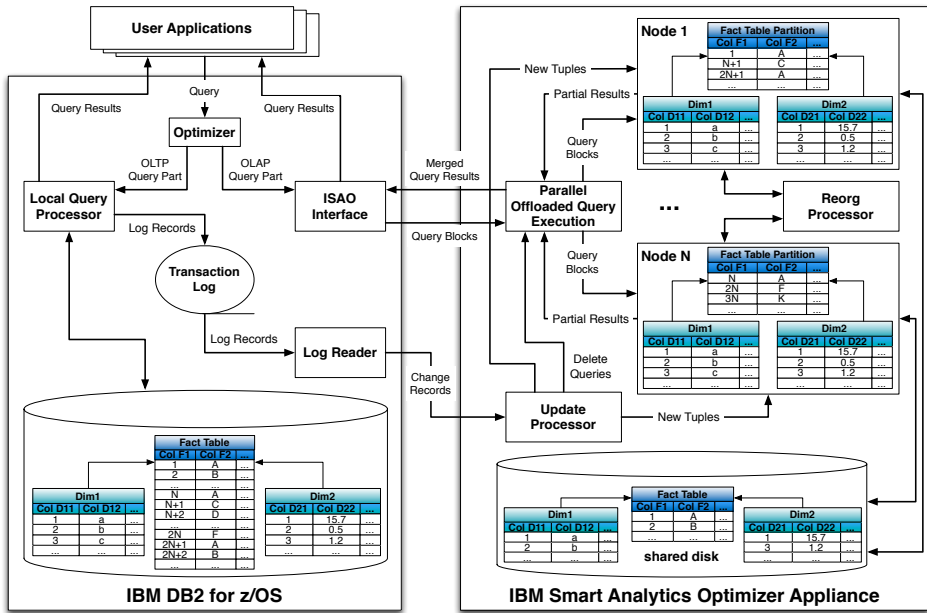 User Applications
Query Results
Query
Query Results
Optimizer
OLTP
Query Part
OLAP
Query Part
Local Query
Processor
ISAO
Interface
Log Records
Transaction
Log
Log Records
Log Reader
Merged
Query Results
Query Blocks
Change
Records
Fact Table
Col F1 Col F2 ...
1 A ...
2 B ...
... ... ...
N A ...
N+1 C ...
N+2 D ...
... ... ...
2N F ...
2N+1 A ...
2N+2 B ...
... ... ...
Dim1
Col D11 Col D12 ...
1 a ...
2 b ...
3 c ...
... ... ...
Dim2
Col D21 Col D22 ...
1 15.7 ...
2 0.5 ...
3 1.2 ...
... ... ...
IBM DB2 for z/OS
Node 1
Fact Table Partition
Col F1 Col F2 ...
1 A ...
N+1 C ...
2N+1 A ...
... ... ...
Dim1
Col D11 Col D12 ...
1 a ...
2 b ...
3 c ...
... ... ...
Dim2
Col D21 Col D22 ...
1 15.7 ...
2 0.5 ...
3 1.2 ...
... ... ...
New Tuples
Partial Results
Query
Blocks
Parallel
Offloaded Query
Execution
...
Reorg
Processor
Query
Blocks
Partial Results
Node N
Fact Table Partition
Col F1 Col F2 ...
N A ...
2N F ...
3N K ...
... ... ...
Dim1
Col D11 Col D12 ...
1 a ...
2 b ...
3 c ...
... ... ...
Dim2
Col D21 Col D22 ...
1 15.7 ...
2 0.5 ...
3 1.2 ...
... ... ...
Delete
Queries
Update
Processor
New Tuples
Fact Table
Col F1 Col F2 ...
1 A ...
2 B ...
... ... ...
Dim1
Col D11 Col D12 ...
1 a ...
2 b ...
... ... ...
Dim2
Col D21 Col D22 ...
1 15.7 ...
3 1.2 ...
... ... ...
shared disk
IBM Smart Analytics Optimizer Appliance